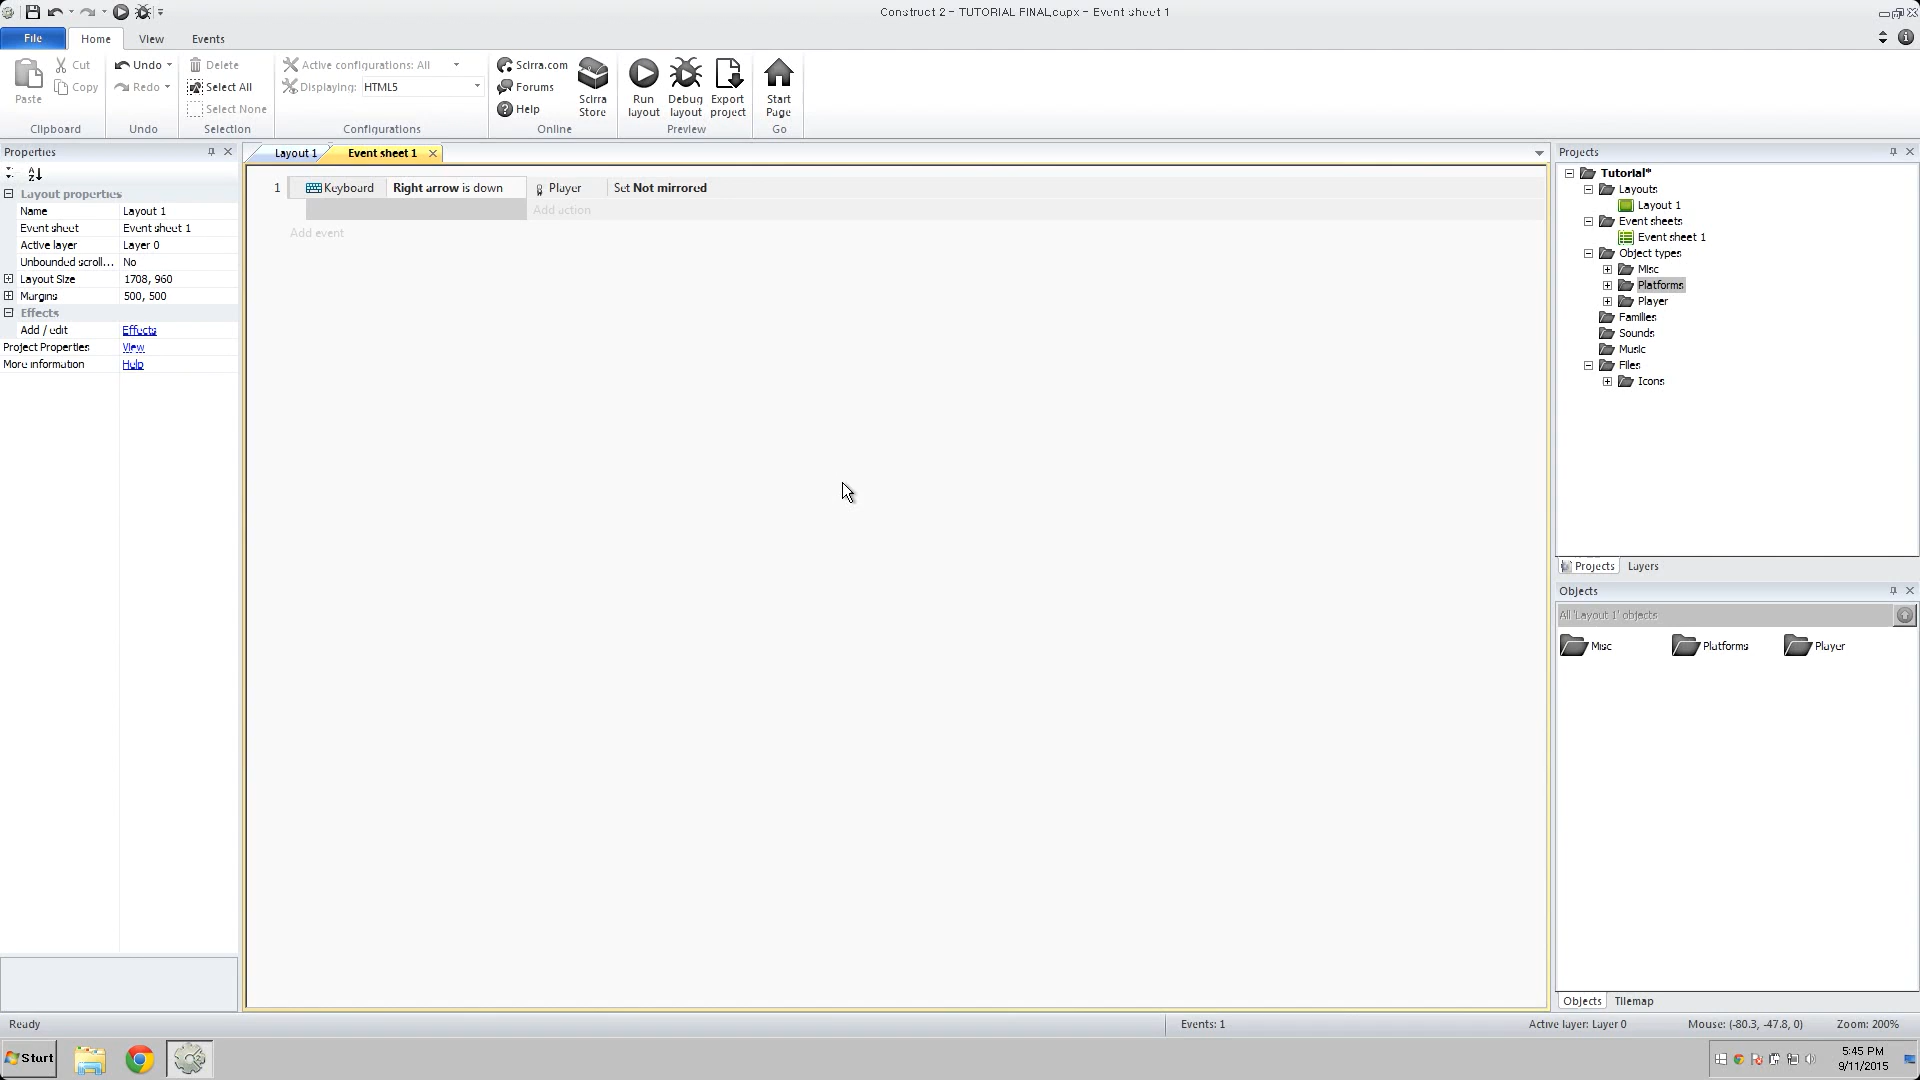 Construct 2 - TUTORIAL FINAL.capx - Event sheet 1
File Home View Events
Paste Cut Copy Clipboard
Undo Redo Undo
Delete Select All Select None Selection
Active configurations: All
Displaying: HTML5
Configurations
Scirra.com Forums Help Scirra Store Online
Run layout Debug layout Export project Preview
Start Page Go
Properties
Layout properties
Name Layout 1
Event sheet Event sheet 1
Active layer Layer 0
Unbounded scroll... No
Layout Size 1708, 960
Margins 500, 500
Effects
Add / edit Effects
Project Properties View
More information Help
Layout 1 Event sheet 1
1 Keyboard Right arrow is down Player Set Not mirrored
Add action
Add event
Projects
Tutorial*
Layouts
Layout 1
Event sheets
Event sheet 1
Object types
Misc
Platforms
Player
Families
Sounds
Music
Files
Icons
Projects Layers
Objects
All 'Layout 1' objects
Misc Platforms Player
Objects Tilemap
Ready Events: 1 Active layer: Layer 0 Mouse: (-80.3, -47.8, 0) Zoom: 200%
Start 5:45 PM
9/11/2015